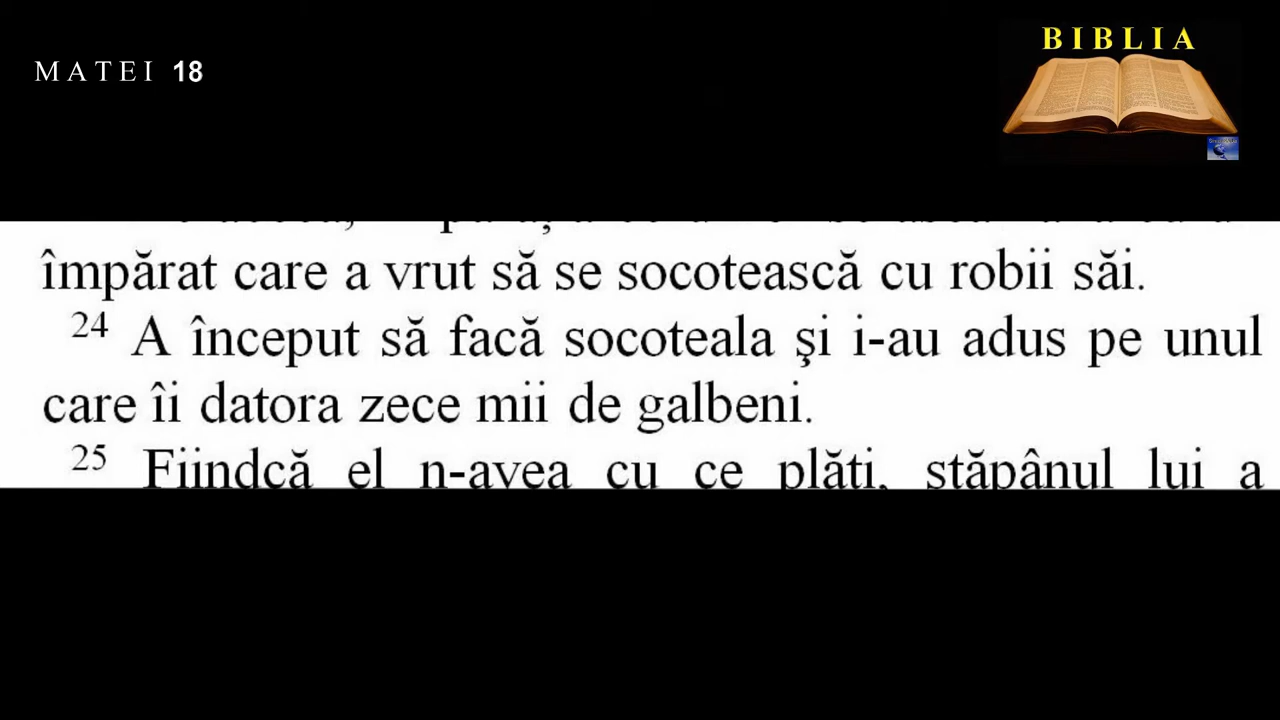 BIBLIA
MATEI 18
împărat care a vrut să se socotească cu robii săi.
24 A început să facă socoteala şi i-au adus pe unul
care îi datora zece mii de galbeni.
25 Fiindcă el n-avea cu ce plăti, stăpânul lui a